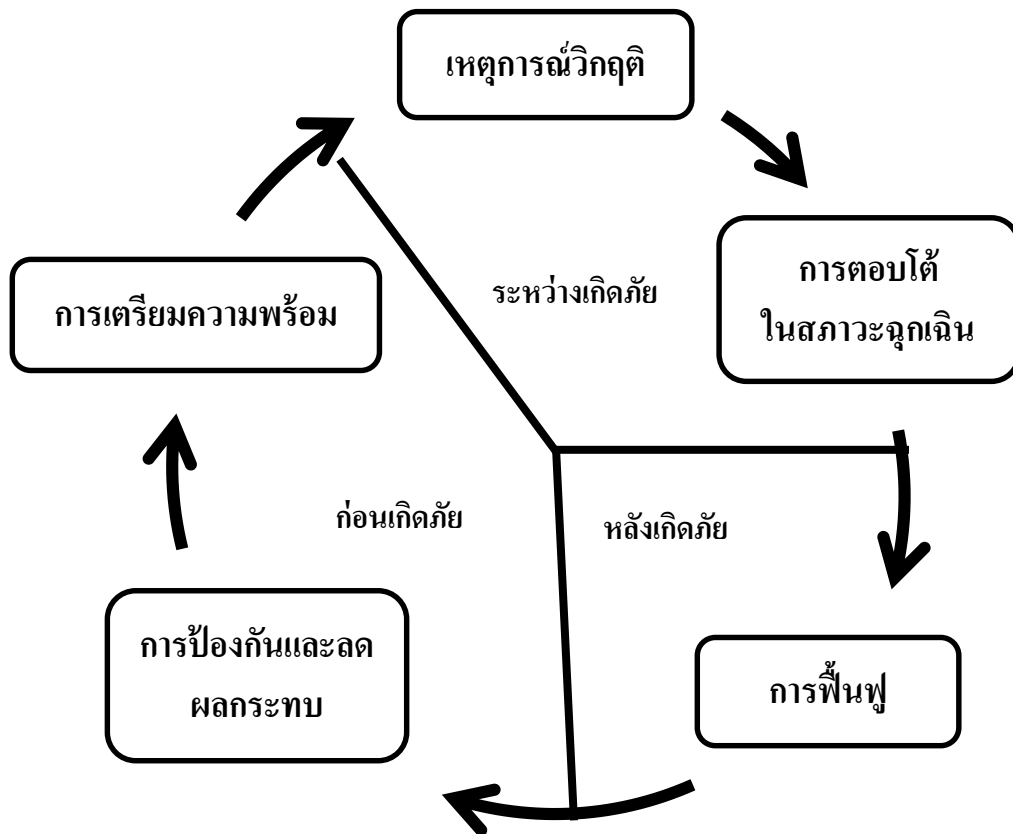 เหตุการณ์วิกฤติ
การตอบโต้
ในสภาวะฉุกเฉิน
ระหว่างเกิดภัย
การเตรียมความพร้อม
ก่อนเกิดภัย
หลังเกิดภัย
การป้องกันและลด
ผลกระทบ
การฟื้นฟู